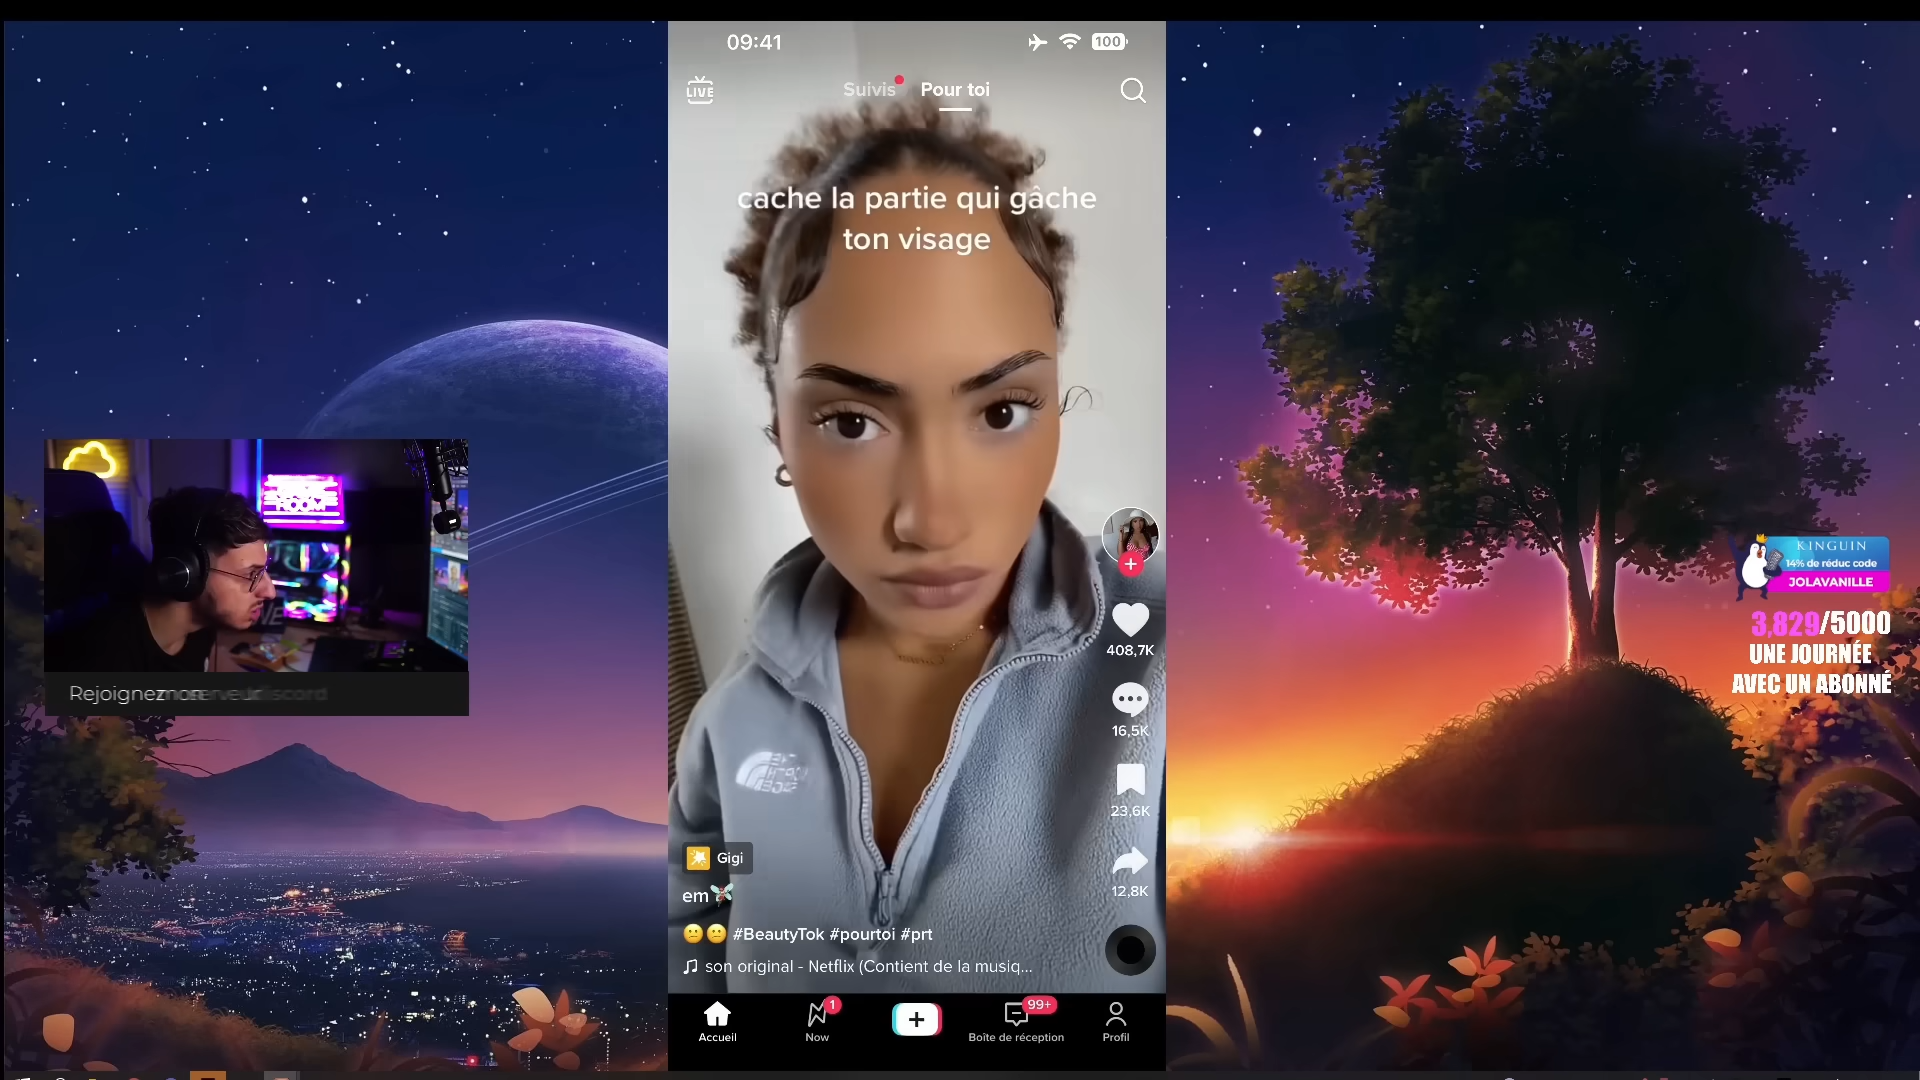 09:41
100
LIVE
Suivis
Pour toi
cache la partie qui gâche
ton visage
408,7K
16,5K
23,6K
12,8K
Gigi
em
#BeautyTok #pourtoi #prt
son original - Netflix (Contient de la musiq...
Accueil
1
Now
99+
Boîte de réception
Profil
Rejoignez
KINGUIN
14% de réduc code
JOLAVANILLE
3,829/5000
UNE JOURNÉE
AVEC UN ABONNÉ